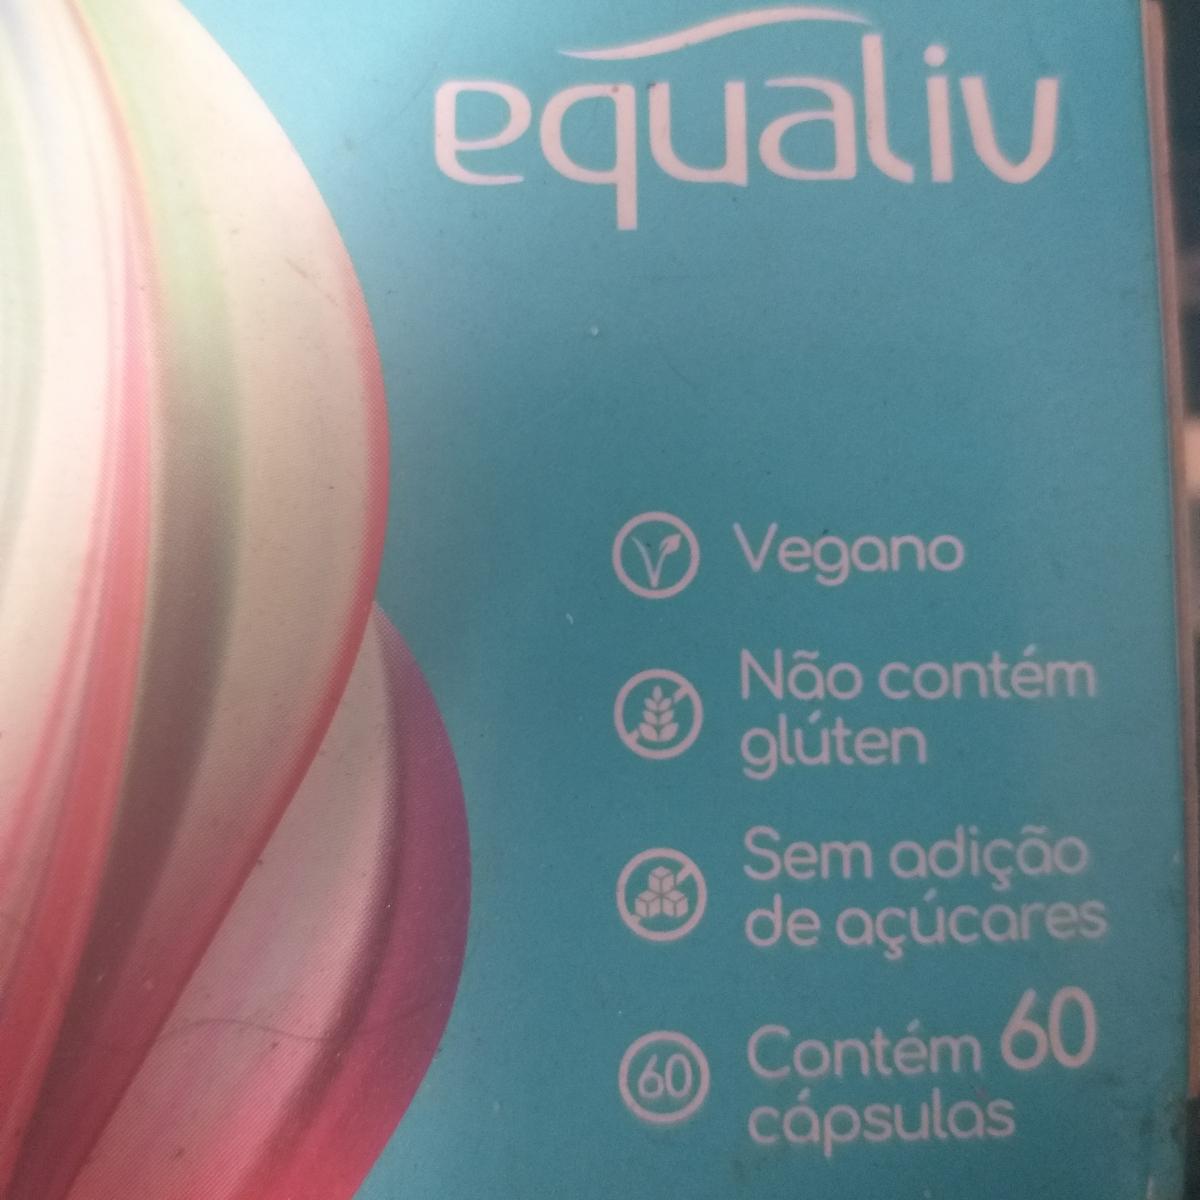 equaliv
Vegano
Não contém
glúten
Sem adição
de açúcares
60 Contém 60
cápsulas